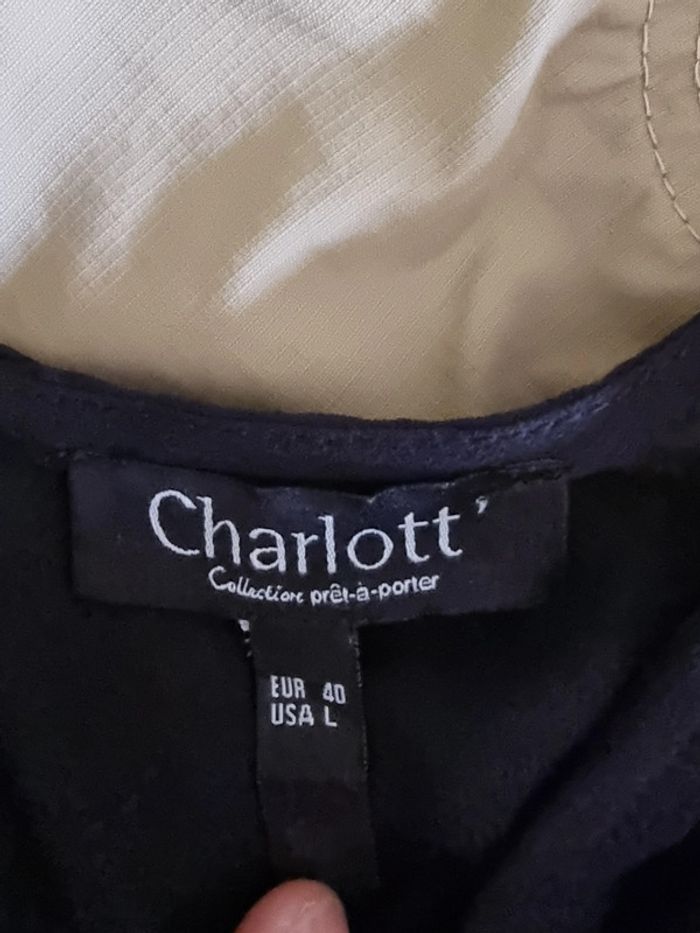 Charlott'
Collection prêt-à-porter
EUR 40
USA L